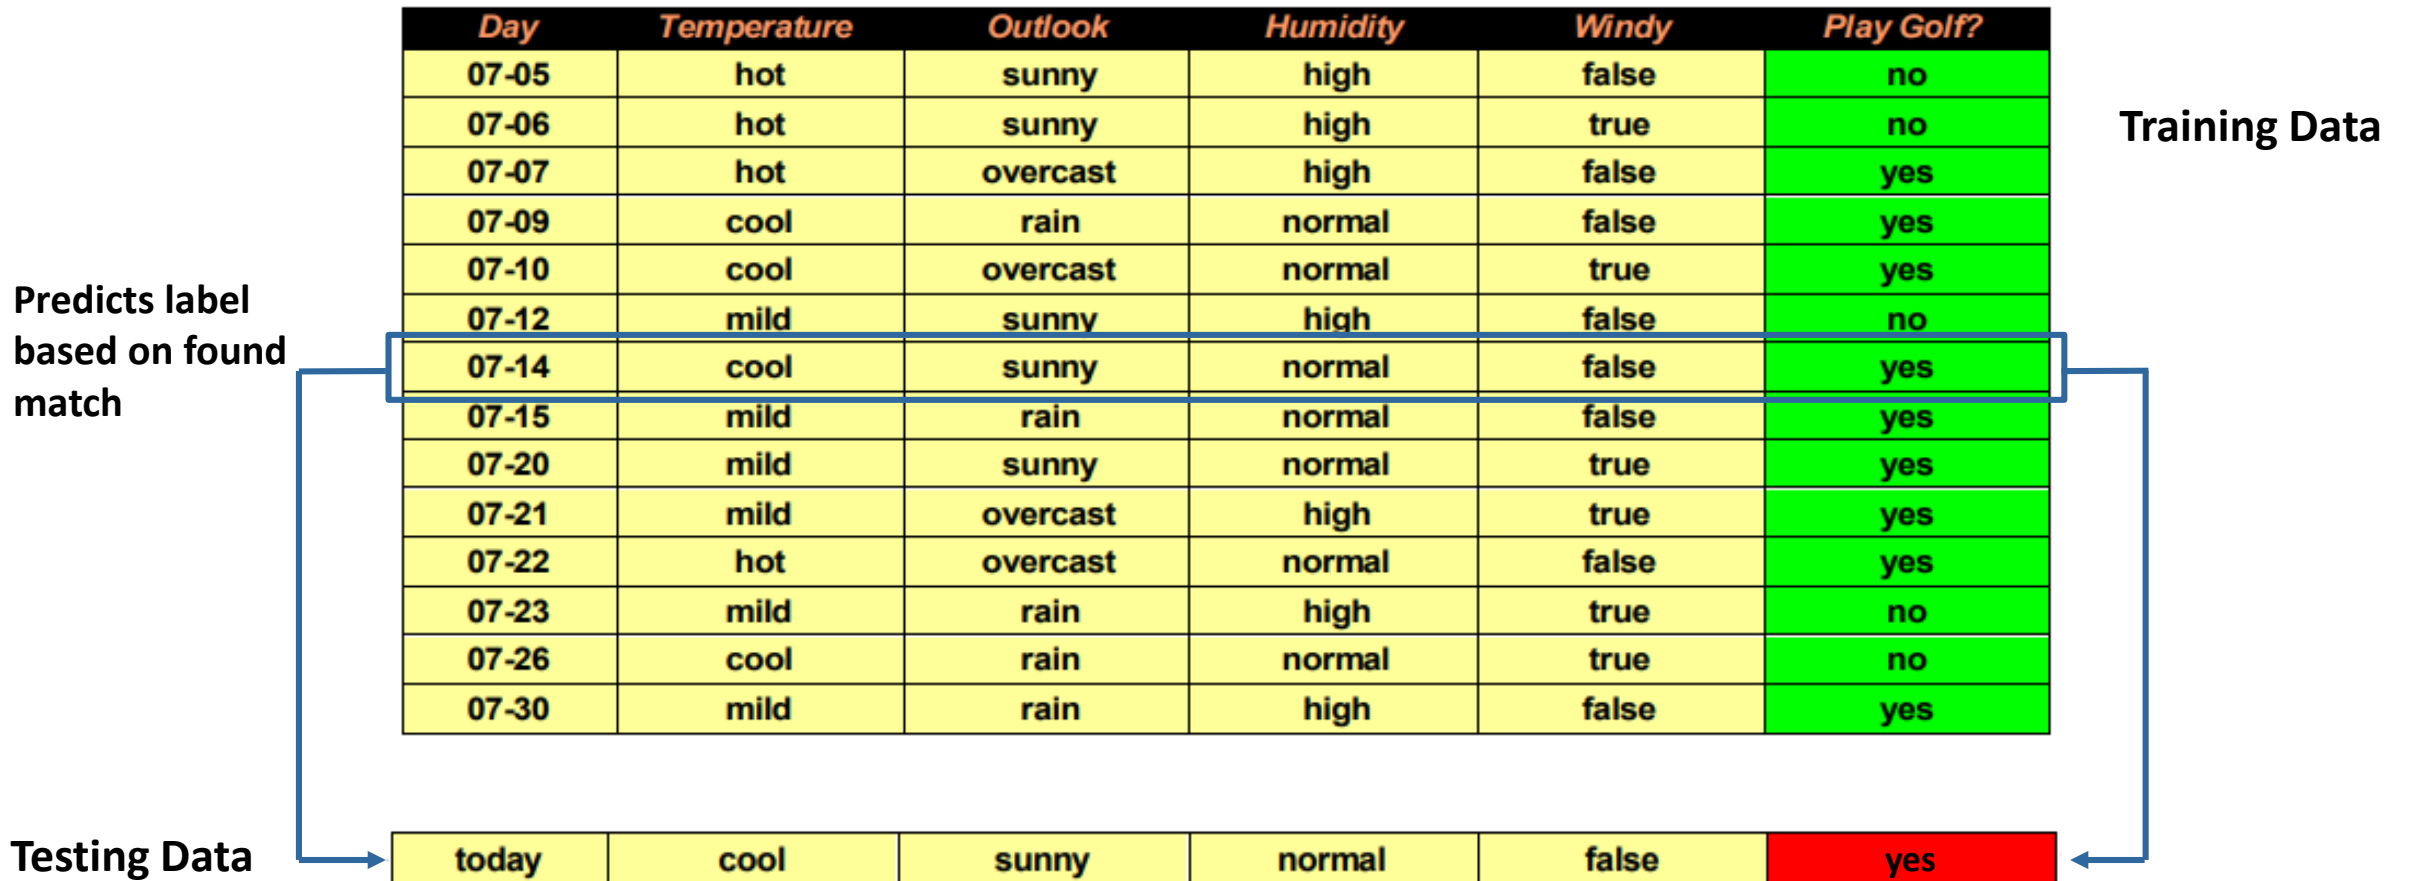 Day Temperature Outlook Humidity Windy Play Golf?
07-05 hot sunny high false no
07-06 hot sunny high true no
07-07 hot overcast high false yes
07-09 cool rain normal false yes
07-10 cool overcast normal true yes
07-12 mild sunny high false no
07-14 cool sunny normal false yes
07-15 mild rain normal false yes
07-20 mild sunny normal true yes
07-21 mild overcast high true yes
07-22 hot overcast normal false yes
07-23 mild rain high true no
07-26 cool rain normal true no
07-30 mild rain high false yes
Training Data
Predicts label
based on found
match
Testing Data
today cool sunny normal false yes